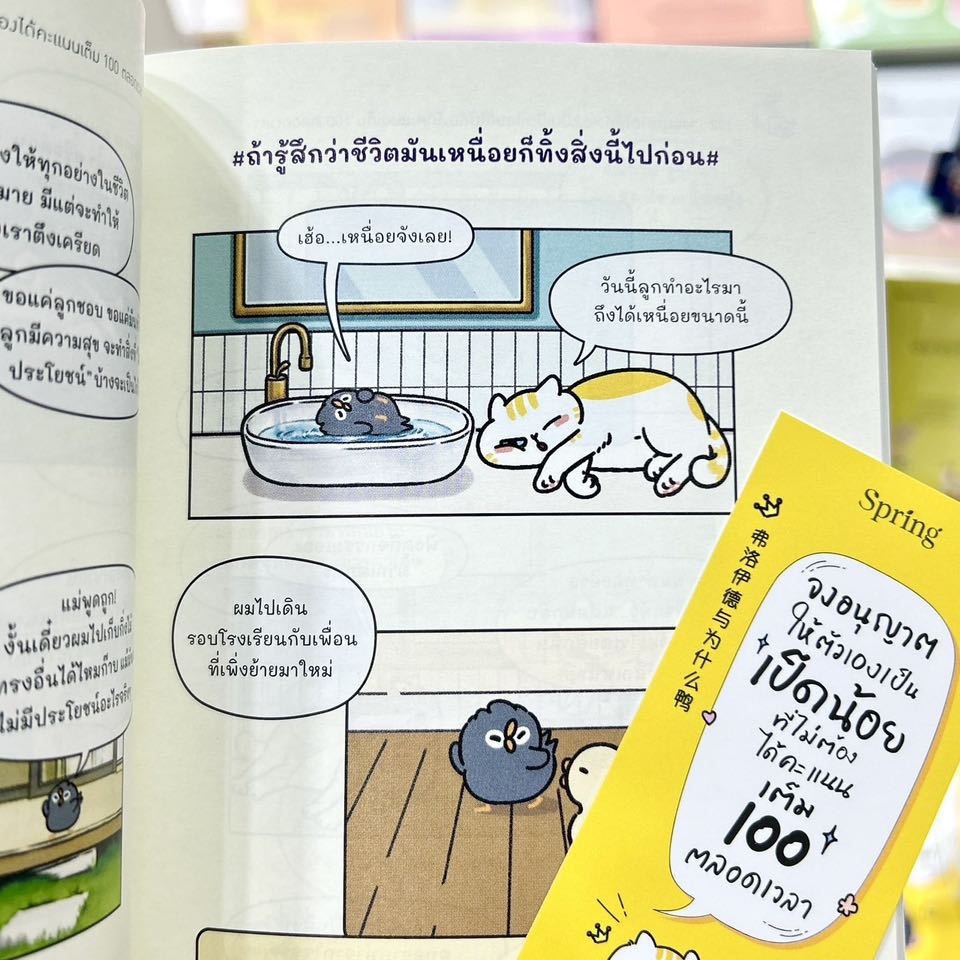 องได้คะแนนเต็ม 100
งให้ทุกอย่างในชีวิต
มาย มีแต่จะทำให้
เราตึงเครียด
ขอแค่ลูกชอบ ขอแค่
ลูกมีความสุข จะทำสิ่ง
ประโยชน์"บ้างจะเป็น
แม่พูดถูก!
งั้นเดี๋ยวผมไปเก็บกิ่งไม้
ทรงอื่นได้ไหมก๊าบ
ไม่มีประโยชน์อะไรจริงๆ
#ถ้ารู้สึกว่าชีวิตมันเหนื่อยก็ทิ้งสิ่งนี้ไปก่อน#
เฮ้อ...เหนื่อยจังเลย!
วันนี้ลูกทำอะไรมา
ถึงได้เหนื่อยขนาดนี้
ผมไปเดิน
รอบโรงเรียนกับเพื่อน
ที่เพิ่งย้ายมาใหม่
Spring
弗洛伊德与为什么鸭
จงอนุญาต
ให้ตัวเองเป็น
เป็ดน้อย
ที่ไม่ต้อง
ได้คะแนน
เต็ม
100
ตลอดเวลา